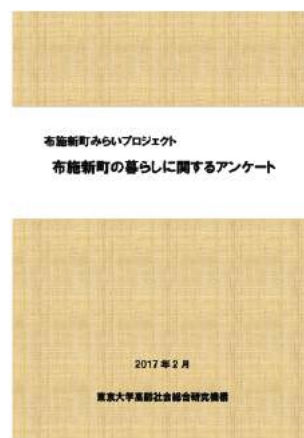 布施新町みらいプロジェクト
布施新町の暮らしに関するアンケート
2017年2月
東京大学高齢社会総合研究機構